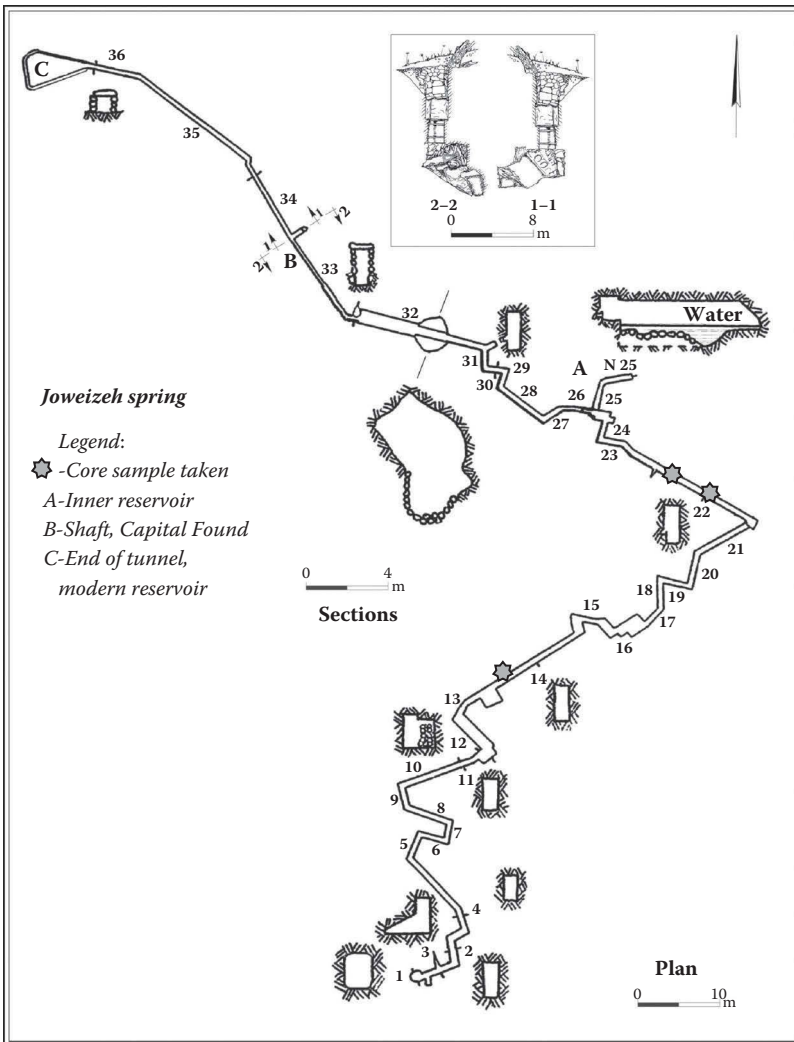 C
36
35
34
1
2
1
2
B
33
2–2
1–1
0
8
m
32
Water
31
29
30
28
A
N 25
26
25
27
24
23
22
21
20
18
19
17
15
16
14
13
12
10
11
9
8
7
5
6
4
3
2
1
Joweizeh spring
Legend:
-Core sample taken
A-Inner reservoir
B-Shaft, Capital Found
C-End of tunnel,
modern reservoir
0
4
m
Sections
Plan
0
10
m